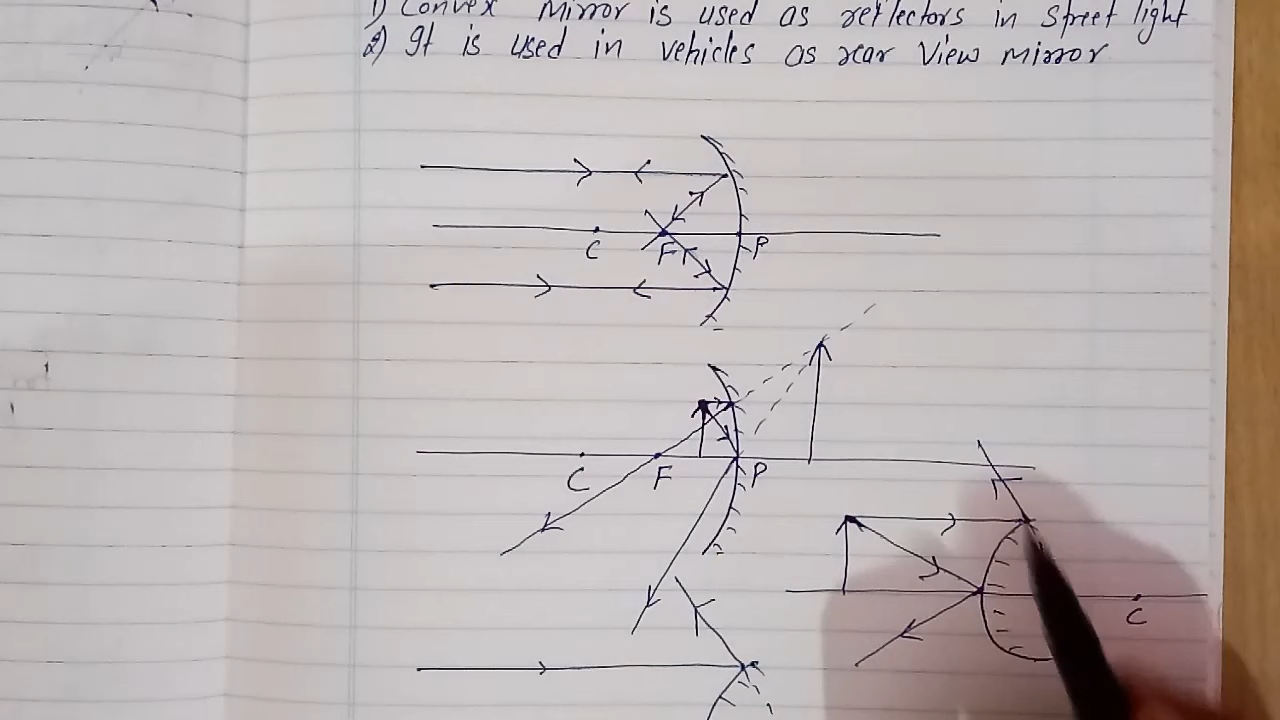 1) Convex Mirror is used as reflectors in street light
2) It is used in vehicles as rear View mirror
C F P
C F P
C